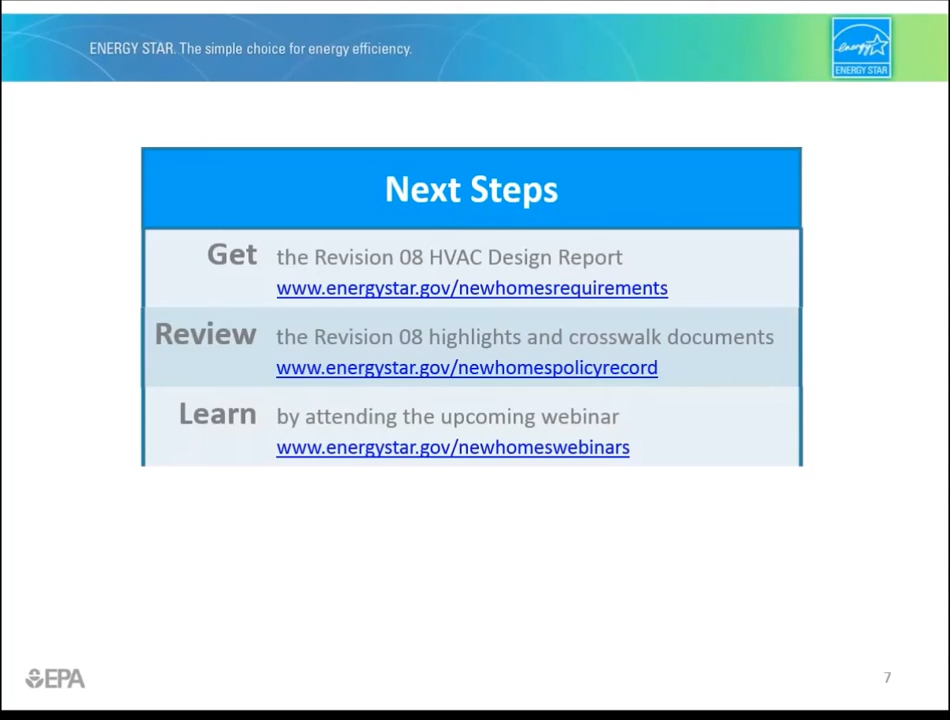 ENERGY STAR. The simple choice for energy efficiency.
energy
ENERGY STAR
Next Steps
Get the Revision 08 HVAC Design Report
www.energystar.gov/newhomesrequirements
Review the Revision 08 highlights and crosswalk documents
www.energystar.gov/newhomespolicyrecord
Learn by attending the upcoming webinar
www.energystar.gov/newhomeswebinars
EPA
7